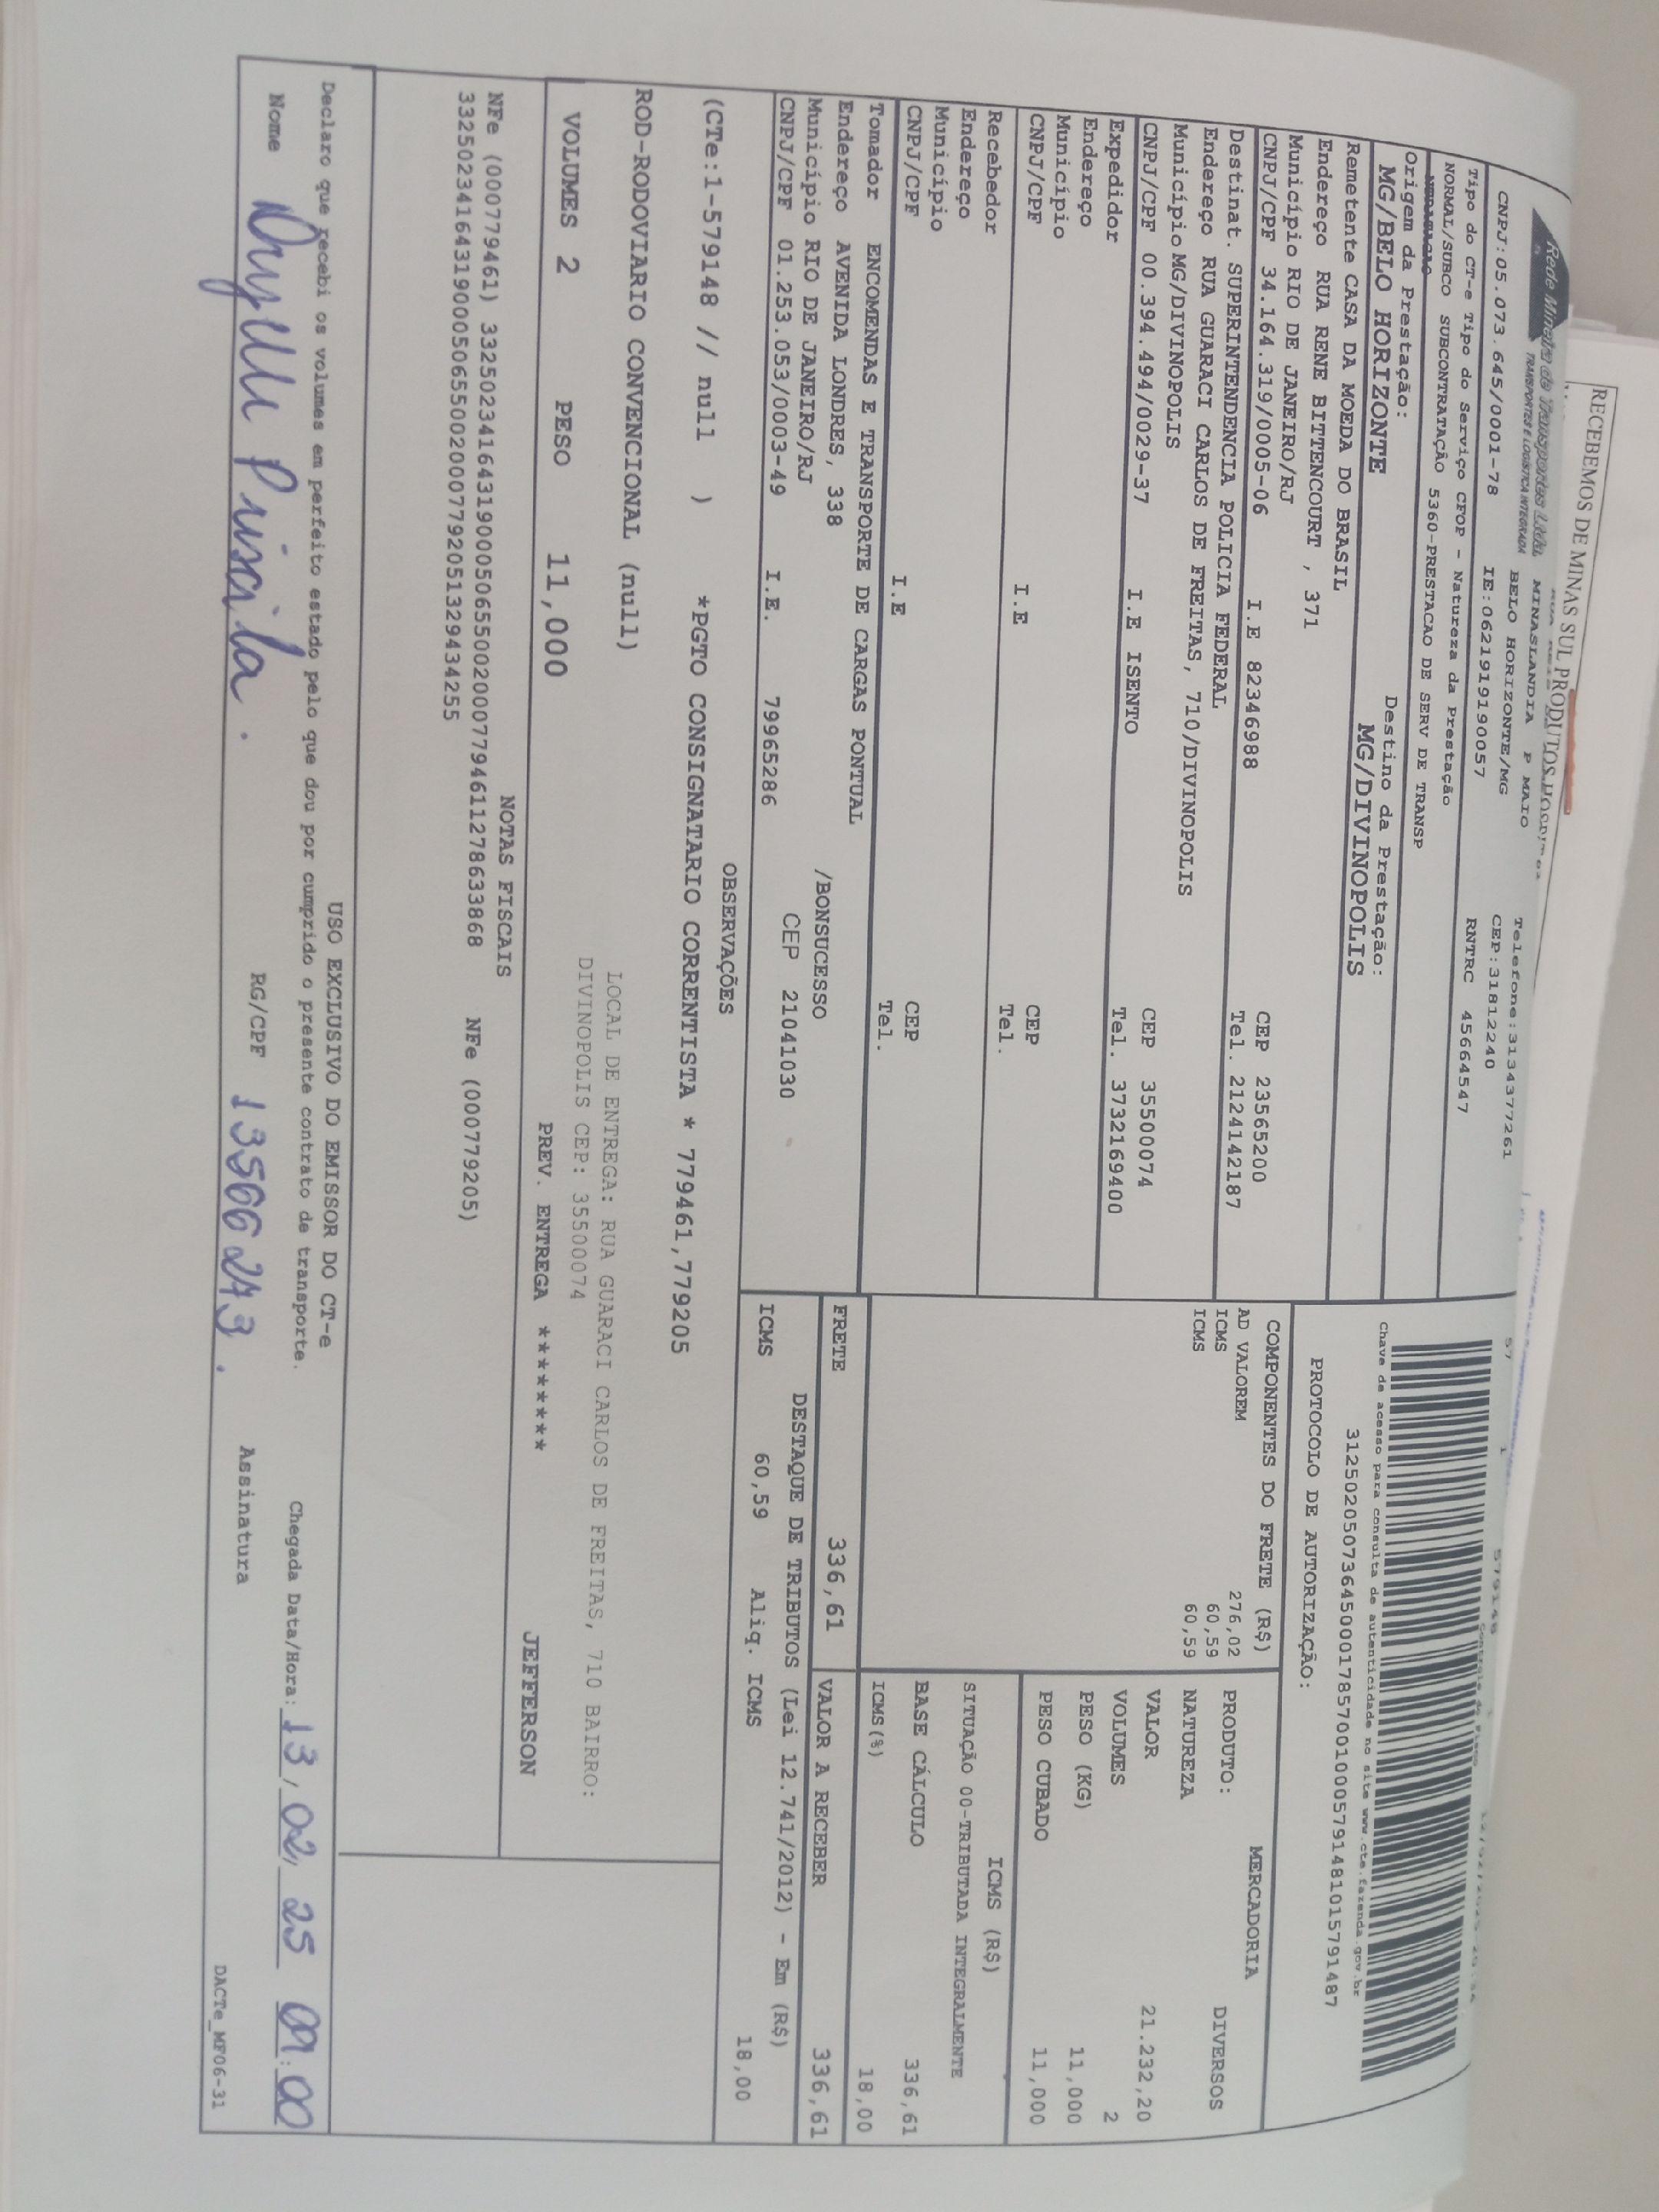 RECEBEMOS DE MINAS SUL PRODUTOS
Rede Mineira de Transportes Ltda.
TRANSPORTES E LOGÍSTICA INTEGRADA
MINASLANDIA P MAIO
BELO HORIZONTE/MG
Telefone:3134377261
CEP:31812240
CNPJ:05.073.645/0001-78 IE:0621919190057
RNTRC 45664547
Tipo do CT-e Tipo do Serviço CFOP - Natureza da Prestação
NORMAL/SUBCO SUBCONTRATAÇÃO 5360-PRESTACAO DE SERV DE TRANSP
57 1 579148
Chave de acesso para consulta de autenticidade no site www.cte.fazenda.gov.br
31250205073645000178570010005791481015791487
PROTOCOLO DE AUTORIZAÇÃO:
Origem da Prestação: Destino da Prestação:
MG/BELO HORIZONTE MG/DIVINOPOLIS
Remetente CASA DA MOEDA DO BRASIL
Endereço RUA RENE BITTENCOURT , 371
Município RIO DE JANEIRO/RJ CEP 23565200
CNPJ/CPF 34.164.319/0005-06 I.E 82346988 Tel. 2124142187
Destinat. SUPERINTENDENCIA POLICIA FEDERAL
Endereço RUA GUARACI CARLOS DE FREITAS, 710/DIVINOPOLIS
Município MG/DIVINOPOLIS CEP 35500074
CNPJ/CPF 00.394.494/0029-37 I.E ISENTO Tel. 3732169400
Expedidor
Endereço
Município CEP
CNPJ/CPF I.E Tel.
Recebedor
Endereço
Município CEP
CNPJ/CPF I.E Tel.
Tomador ENCOMENDAS E TRANSPORTE DE CARGAS PONTUAL
Endereço AVENIDA LONDRES, 338 /BONSUCESSO
Município RIO DE JANEIRO/RJ CEP 21041030
CNPJ/CPF 01.253.053/0003-49 I.E. 79965286
COMPONENTES DO FRETE (R$)
AD VALOREM 276,02
ICMS 60,59
ICMS 60,59
MERCADORIA
PRODUTO: DIVERSOS
NATUREZA
VALOR 21.232,20
VOLUMES 2
PESO (KG) 11,000
PESO CUBADO 11,000
ICMS (R$)
SITUAÇÃO 00-TRIBUTADA INTEGRALMENTE
BASE CÁLCULO 336,61
ICMS(%) 18,00
FRETE 336,61 VALOR A RECEBER 336,61
DESTAQUE DE TRIBUTOS (Lei 12.741/2012) - Em (R$)
ICMS 60,59 Aliq. ICMS 18,00
OBSERVAÇÕES
(CTe:1-579148 // null ) *PGTO CONSIGNATARIO CORRENTISTA * 779461,779205
ROD-RODOVIARIO CONVENCIONAL (null)
LOCAL DE ENTREGA: RUA GUARACI CARLOS DE FREITAS, 710 BAIRRO:
DIVINOPOLIS CEP: 35500074
VOLUMES 2 PESO 11,000 PREV. ENTREGA ******** JEFFERSON
NOTAS FISCAIS
NFe (000779461) 33250234164319000506550020007794611278633868 NFe (000779205)
33250234164319000506550020007792051329434255
USO EXCLUSIVO DO EMISSOR DO CT-e
Declaro que recebi os volumes em perfeito estado pelo que dou por cumprido o presente contrato de transporte. Chegada Data/Hora: 13/02/25 09:00
Nome Priscila. RG/CPF Assinatura
DACTe_MF06-31